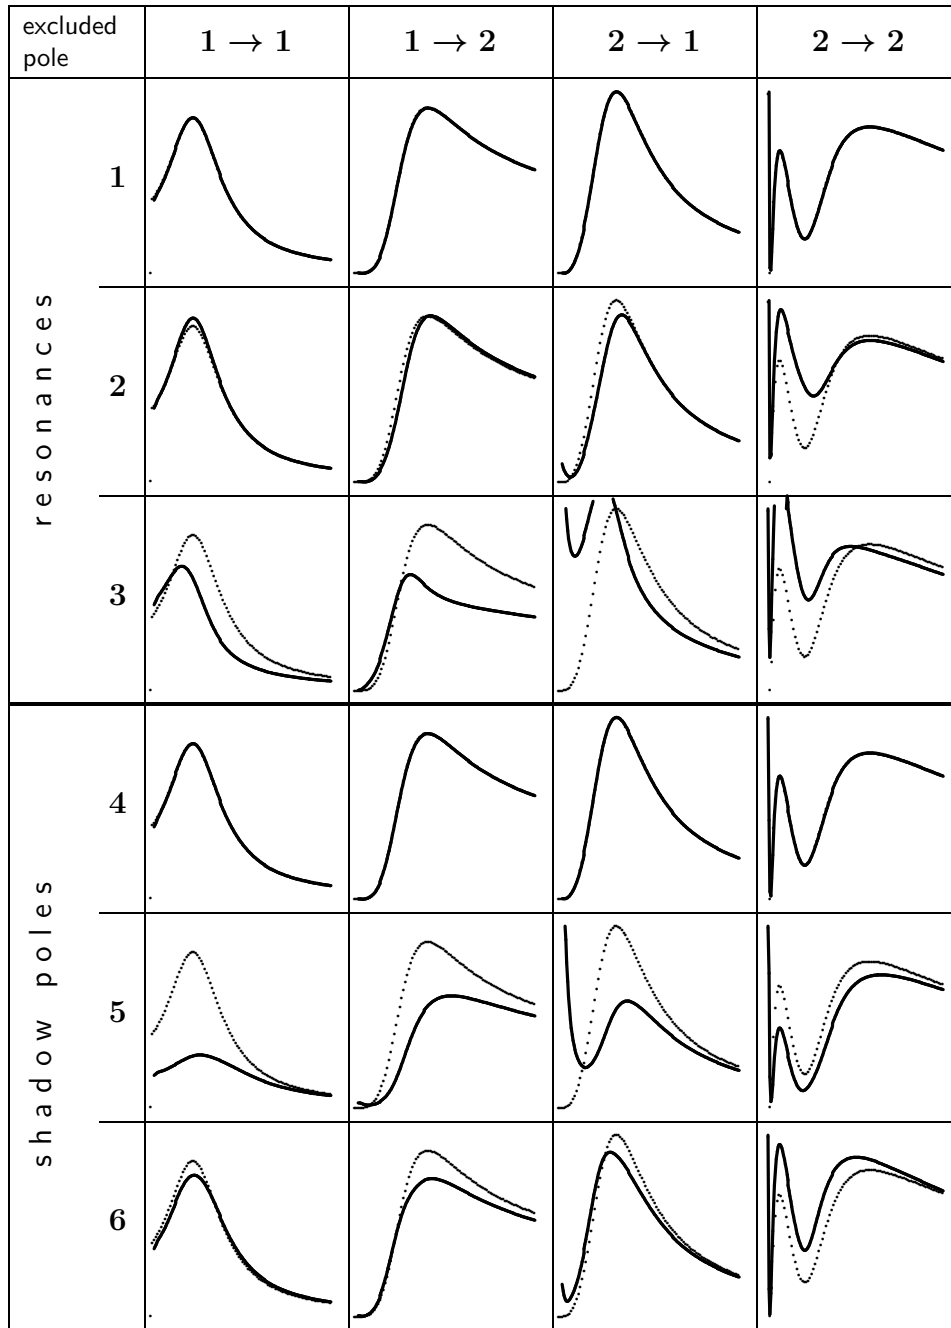 excluded
pole
1 → 1
1 → 2
2 → 1
2 → 2
resonances
1
2
3
shadow poles
4
5
6